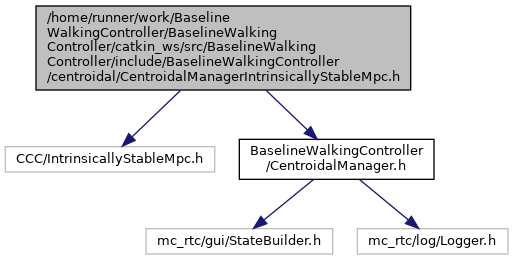 /home/runner/work/Baseline
WalkingController/BaselineWalking
Controller/catkin_ws/src/BaselineWalking
Controller/include/BaselineWalkingController
/centroidal/CentroidalManagerIntrinsicallyStableMpc.h
CCC/IntrinsicallyStableMpc.h
BaselineWalkingController
/CentroidalManager.h
mc_rtc/gui/StateBuilder.h
mc_rtc/log/Logger.h